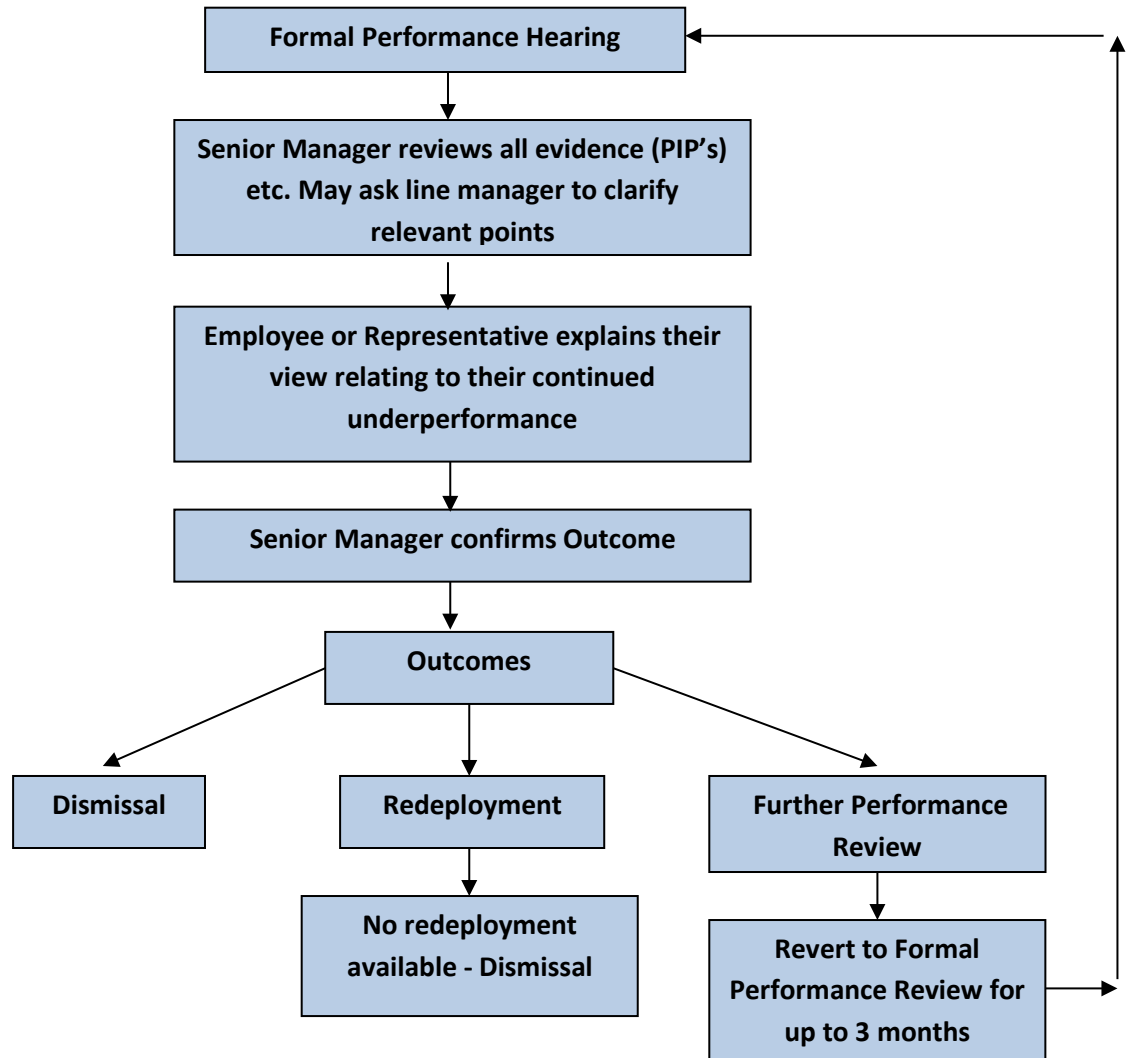 Formal Performance Hearing
Senior Manager reviews all evidence (PIP’s)
etc. May ask line manager to clarify
relevant points
Employee or Representative explains their
view relating to their continued
underperformance
Senior Manager confirms Outcome
Outcomes
Dismissal
Redeployment
Further Performance
Review
No redeployment
available - Dismissal
Revert to Formal
Performance Review for
up to 3 months